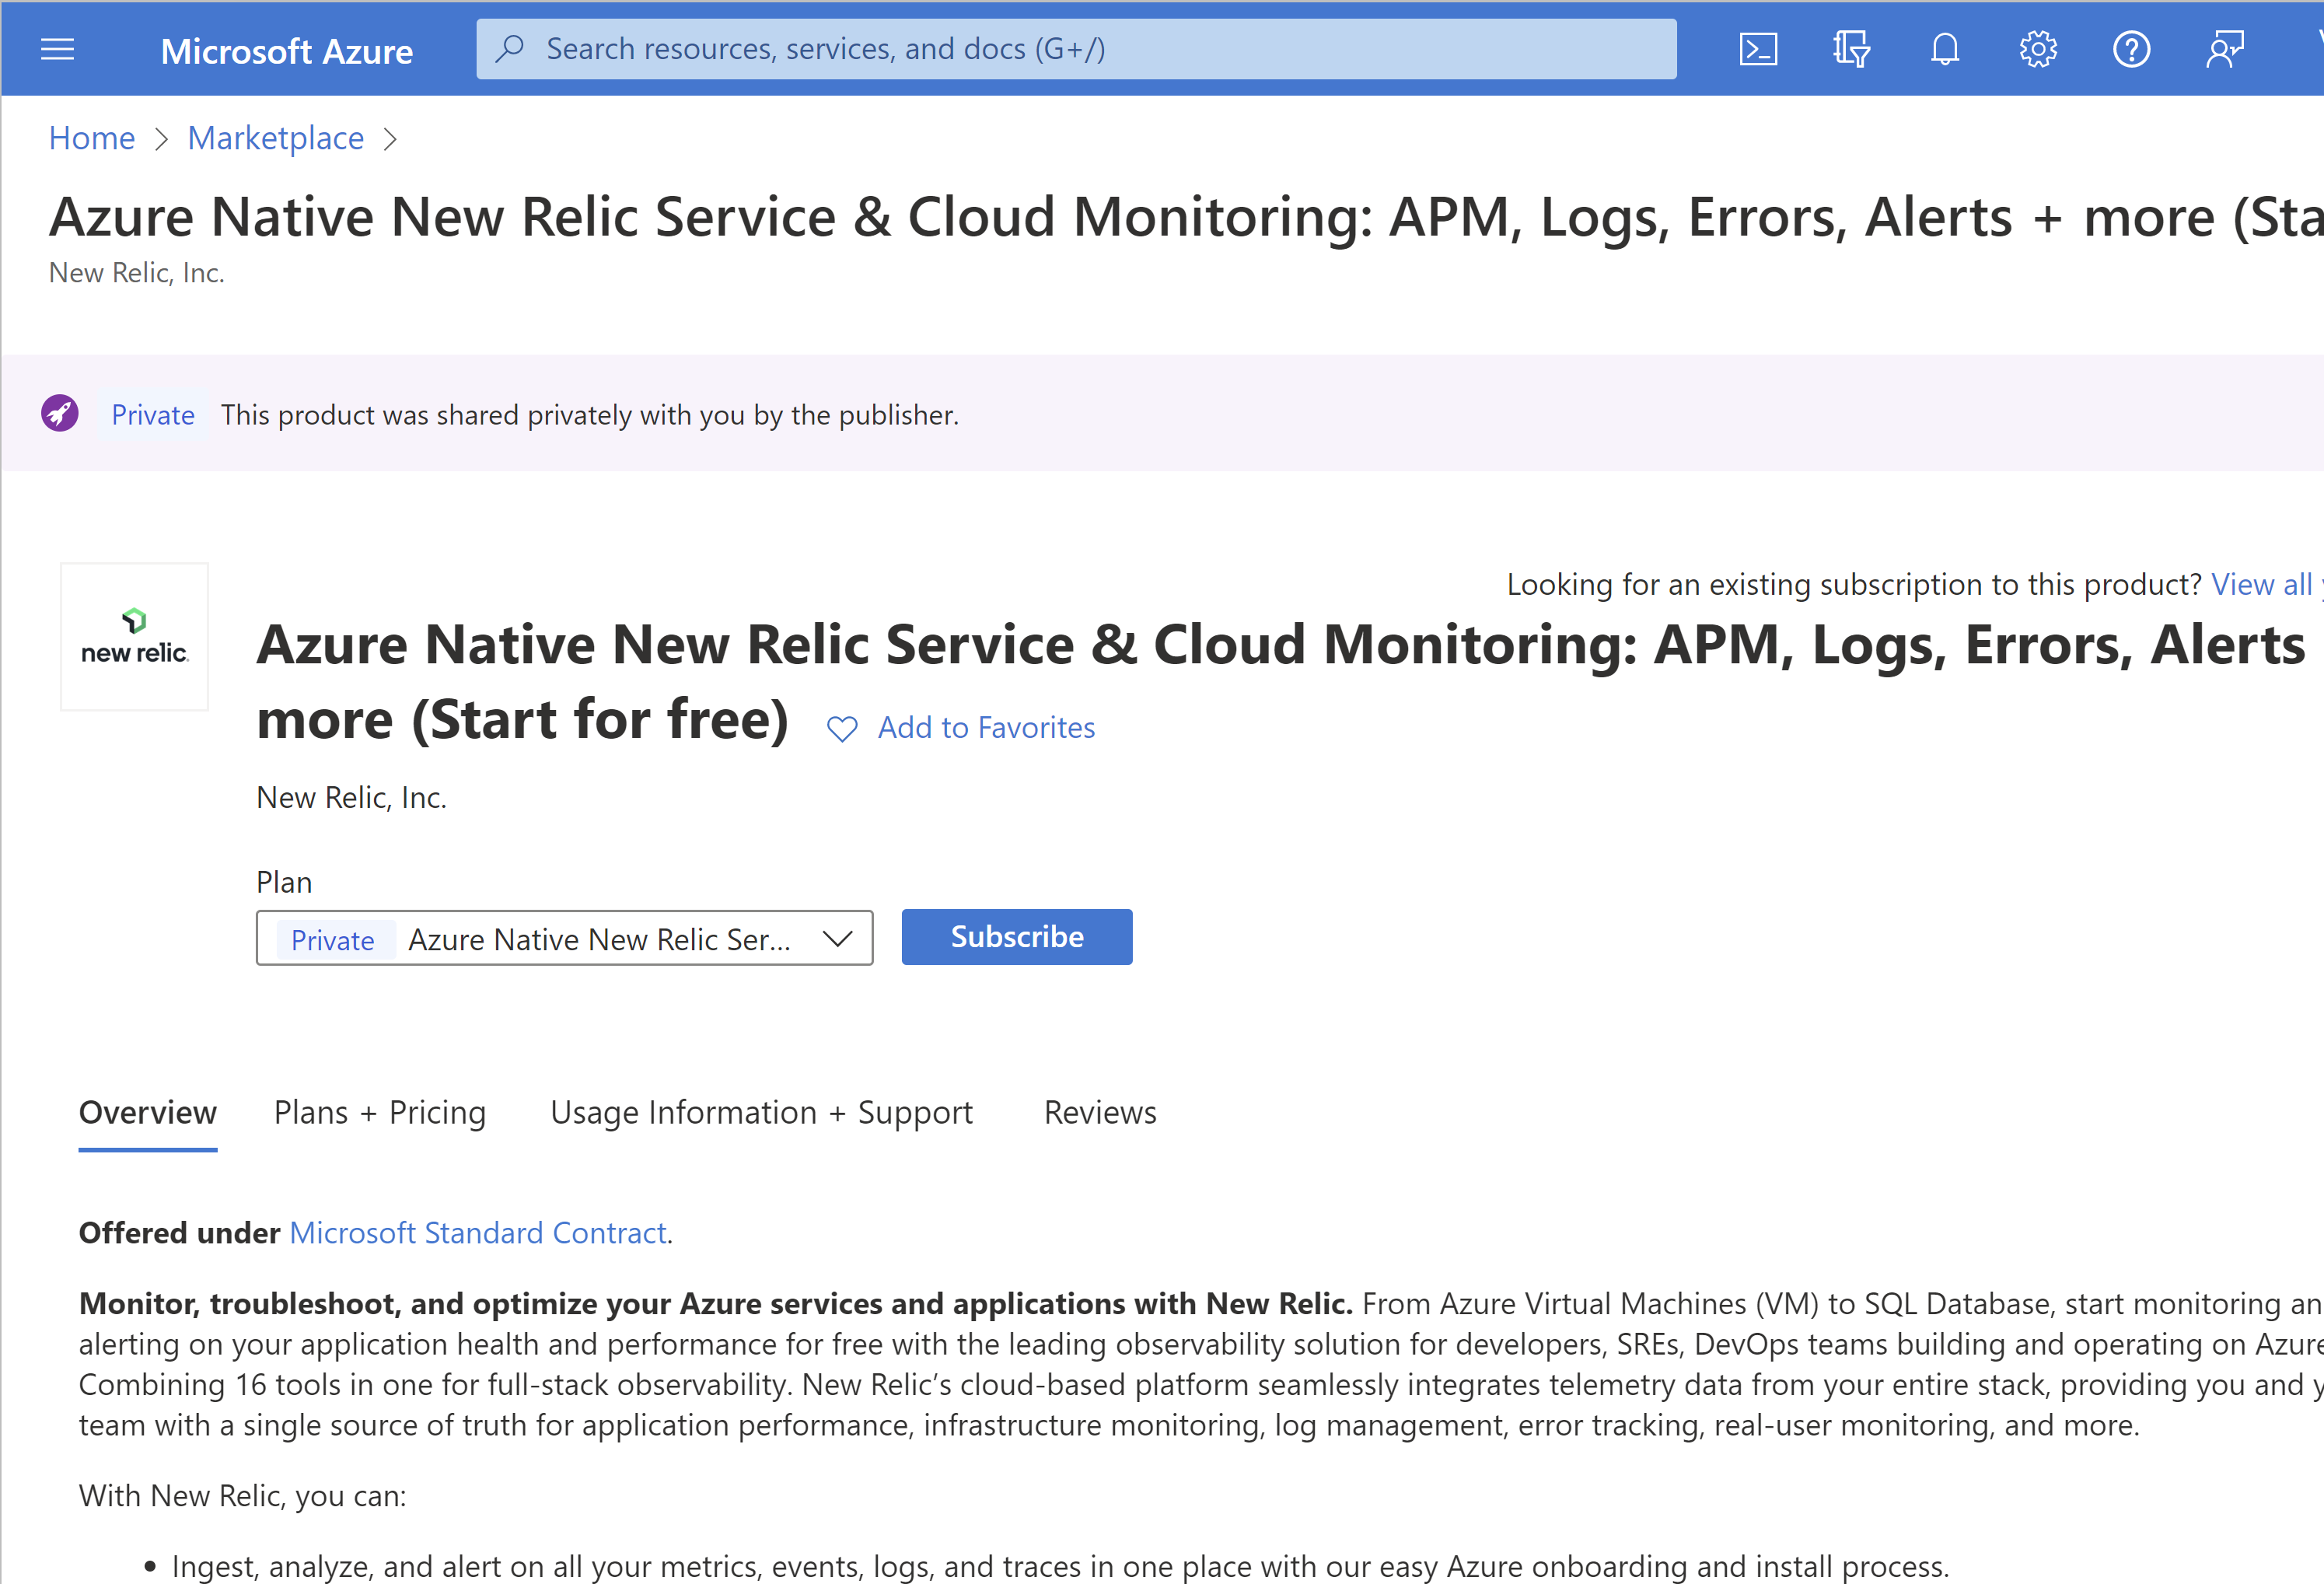 Microsoft Azure
Search resources, services, and docs (G+/)
Home > Marketplace >
Azure Native New Relic Service & Cloud Monitoring: APM, Logs, Errors, Alerts + more (Sta
New Relic, Inc.
Private This product was shared privately with you by the publisher.
Looking for an existing subscription to this product? View all
new relic.
Azure Native New Relic Service & Cloud Monitoring: APM, Logs, Errors, Alerts
more (Start for free) Add to Favorites
New Relic, Inc.
Plan
Private Azure Native New Relic Ser...
Subscribe
Overview Plans + Pricing Usage Information + Support Reviews
Offered under Microsoft Standard Contract.
Monitor, troubleshoot, and optimize your Azure services and applications with New Relic. From Azure Virtual Machines (VM) to SQL Database, start monitoring an
alerting on your application health and performance for free with the leading observability solution for developers, SREs, DevOps teams building and operating on Azure
Combining 16 tools in one for full-stack observability. New Relic’s cloud-based platform seamlessly integrates telemetry data from your entire stack, providing you and y
team with a single source of truth for application performance, infrastructure monitoring, log management, error tracking, real-user monitoring, and more.
With New Relic, you can:
• Ingest, analyze, and alert on all your metrics, events, logs, and traces in one place with our easy Azure onboarding and install process.